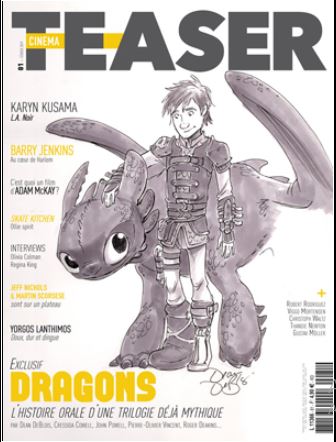 CINEMA
TEASER
KARYN KUSAMA
L.A. Noir
BARRY JENKINS
Au cœur de Harlem
C'est quoi un film
d'ADAM McKAY?
SKATE KITCHEN
Ollie spirit
INTERVIEWS
Olivia Colman
Regina King
JEFF NICHOLS
& MARTIN SCORSESE
sont sur un plateau
YORGOS LANTHIMOS
Doux, dur et dingue
+
ROBERT RODRIGUEZ
VIGGO MORTENSEN
CHRISTOPH WALTZ
THANDIE NEWTON
GUSTAV MÖLLER
EXCLUSIF
DRAGONS
L'HISTOIRE ORALE D'UNE TRILOGIE DÉJÀ MYTHIQUE
PAR DEAN DEBLOIS, CRESSIDA COWELL, JOHN POWELL, PIERRE-OLIVIER VINCENT, ROGER DEAKINS...